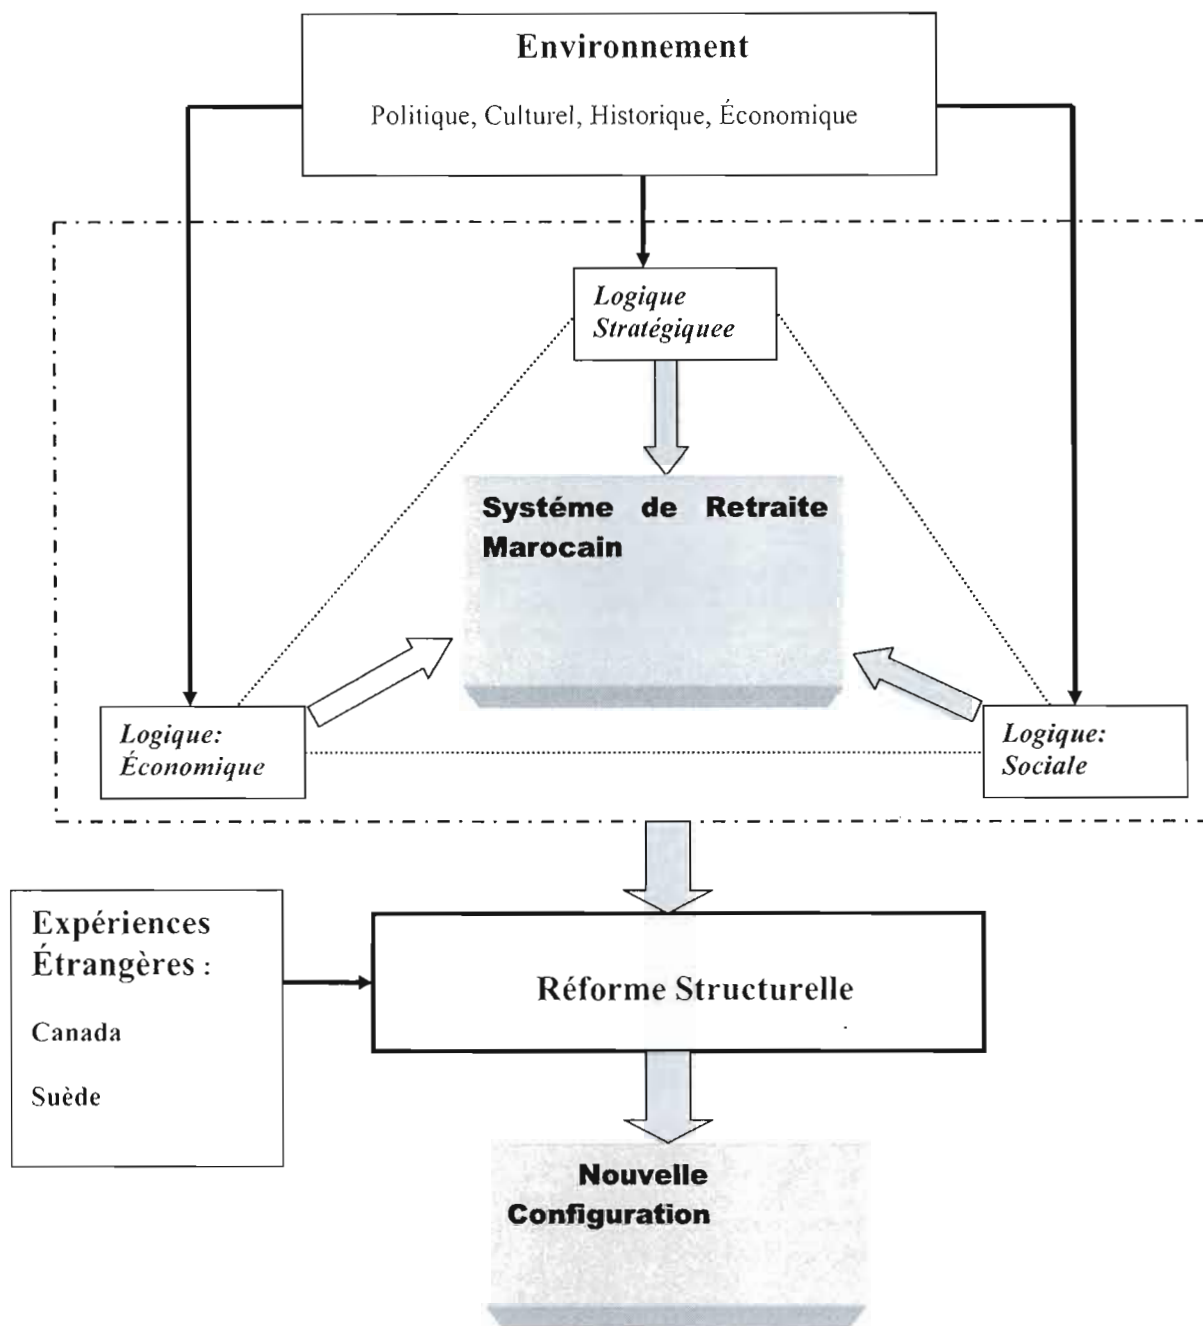 Environnement
Politique, Culturel, Historique, Économique
Logique
Stratégiquee
Systéme de Retraite
Marocain
Logique:
Économique
Logique:
Sociale
Expériences
Étrangères :
Canada
Suède
Réforme Structurelle
Nouvelle
Configuration